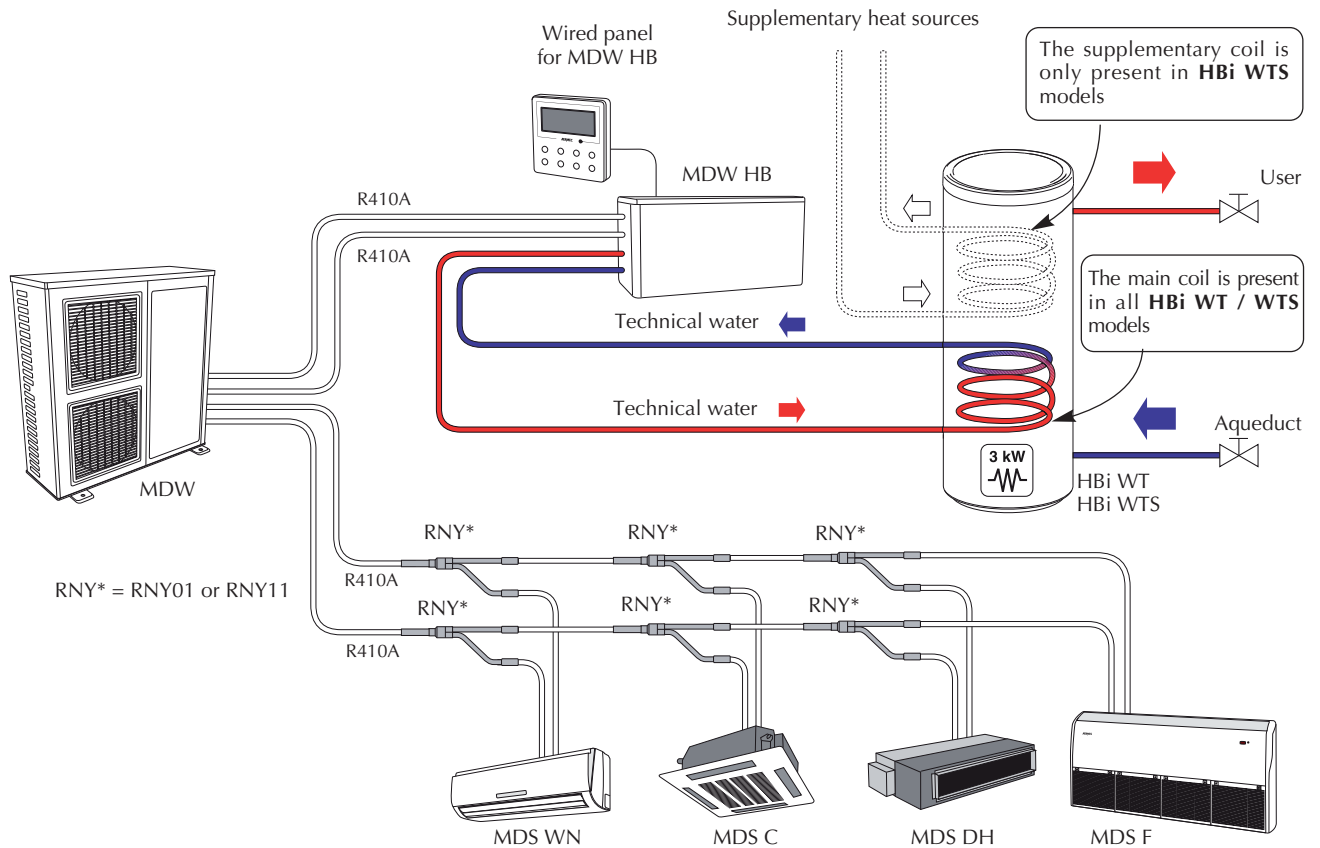 Supplementary heat sources
Wired panel
for MDW HB
The supplementary coil is
only present in HBi WTS
models
MDW HB
User
R410A
R410A
The main coil is present
in all HBi WT / WTS
models
Technical water
Technical water
Aqueduct
3 kW
HBi WT
HBi WTS
MDW
RNY*
RNY*
RNY*
R410A
RNY* = RNY01 or RNY11
RNY*
RNY*
RNY*
R410A
MDS WN
MDS C
MDS DH
MDS F